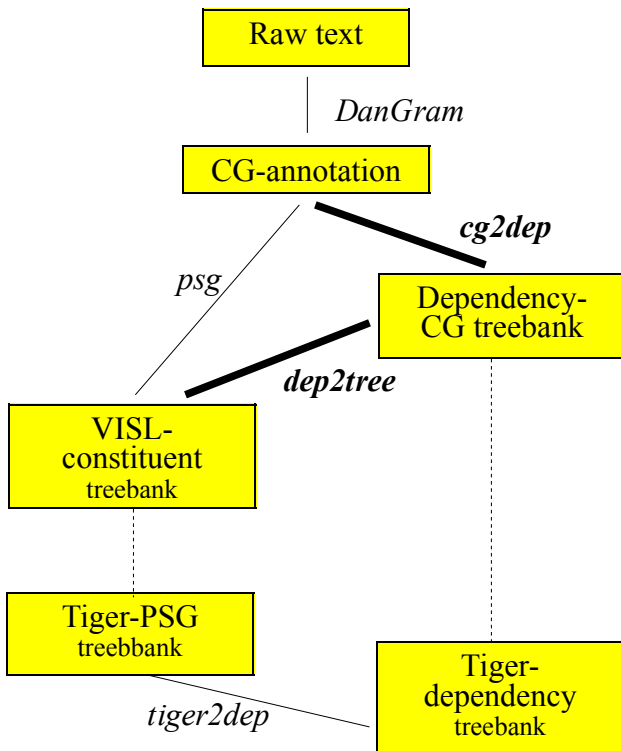 Raw text
DanGram
CG-annotation
cg2dep
psg
Dependency-
CG treebank
dep2tree
VISL-
constituent
treebank
Tiger-PSG
treebbank
Tiger-
dependency
treebank
tiger2dep